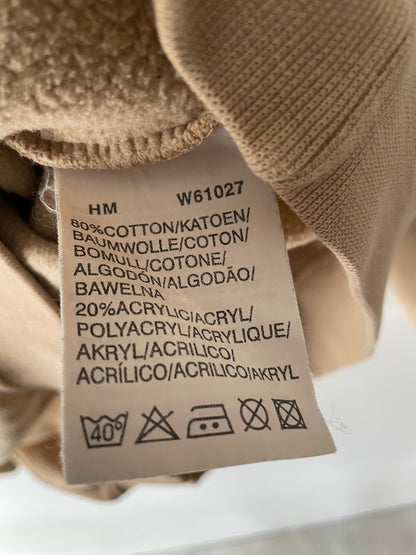 HM W61027
80%COTTON/KATOEN/
BAUMWOLLE/COTON/
BOMULL/COTONE/
ALGODÓN/ALGODÃO/
BAWELNA
20%ACRYLIC/ACRYL/
POLYACRYL/ACRYLIQUE/
AKRYL/ACRILICO/
ACRÍLICO/ACRILICO/AKRYL
40°